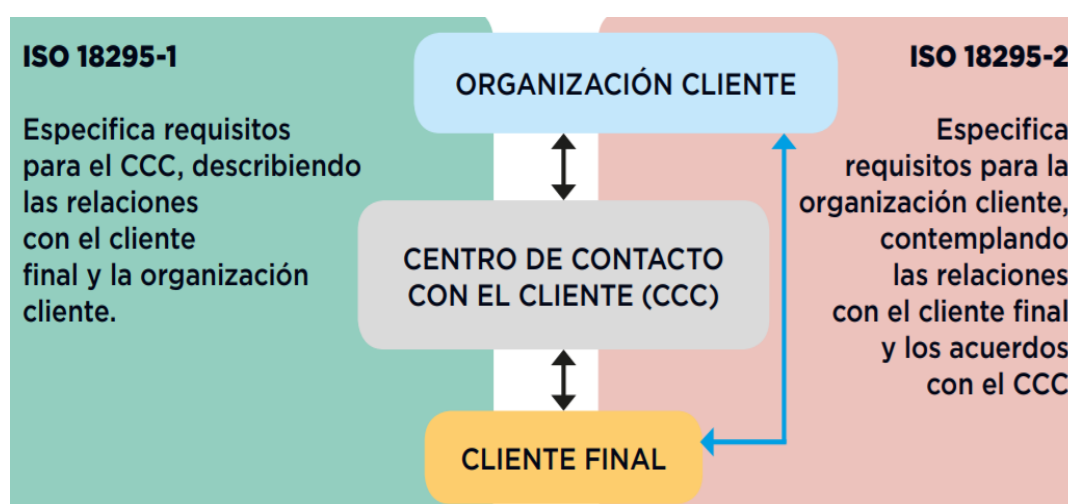 ISO 18295-1
Especifica requisitos
para el CCC, describiendo
las relaciones
con el cliente
final y la organización
cliente.
ORGANIZACIÓN CLIENTE
CENTRO DE CONTACTO
CON EL CLIENTE (CCC)
CLIENTE FINAL
ISO 18295-2
Especifica
requisitos para la
organización cliente,
contemplando
las relaciones
con el cliente final
y los acuerdos
con el CCC